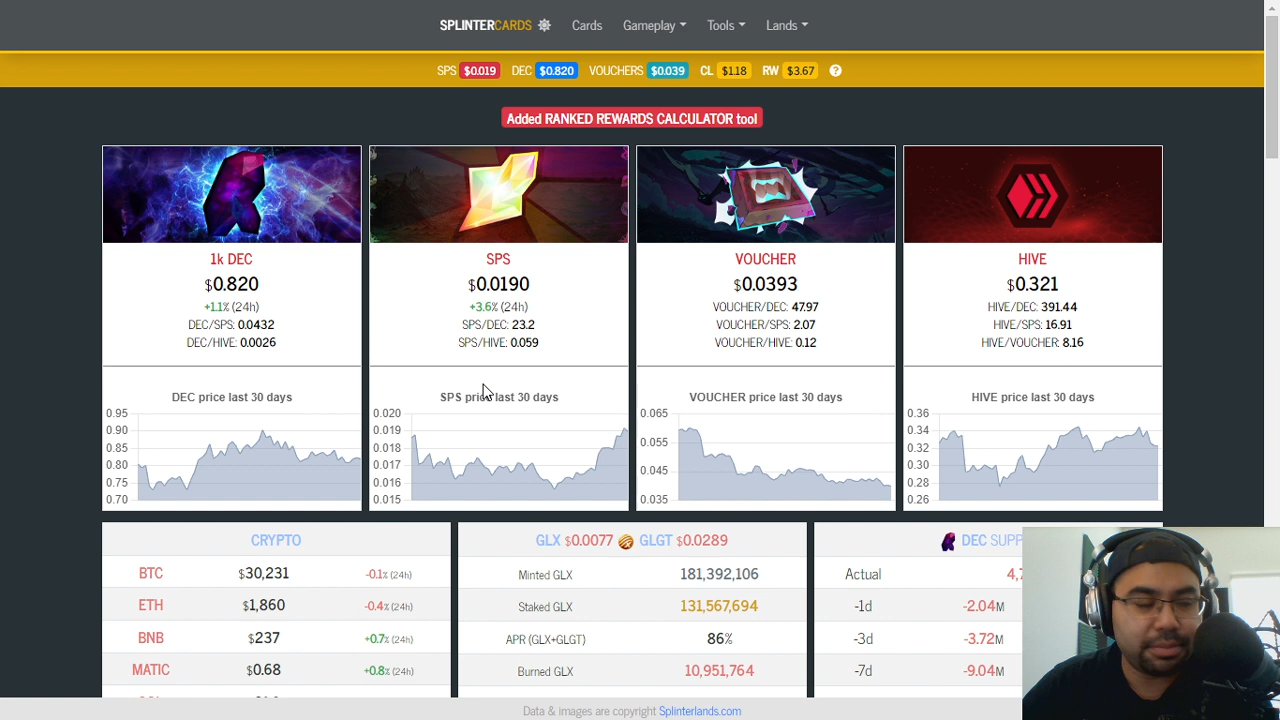 SPLINTERCARDS Cards Gameplay Tools Lands
SPS $0.019 DEC $0.820 VOUCHERS $0.039 CL $1.18 RW $3.67
Added RANKED REWARDS CALCULATOR tool
1k DEC
$0.820
+1.1% (24h)
DEC/SPS: 0.0432
DEC/HIVE: 0.0026
DEC price last 30 days
0.95
0.90
0.85
0.80
0.75
0.70
SPS
$0.0190
+3.6% (24h)
SPS/DEC: 23.2
SPS/HIVE: 0.059
SPS price last 30 days
0.020
0.019
0.017
0.016
0.015
VOUCHER
$0.0393
VOUCHER/DEC: 47.97
VOUCHER/SPS: 2.07
VOUCHER/HIVE: 0.12
VOUCHER price last 30 days
0.065
0.055
0.045
0.035
HIVE
$0.321
HIVE/DEC: 391.44
HIVE/SPS: 16.91
HIVE/VOUCHER: 8.16
HIVE price last 30 days
0.36
0.34
0.32
0.30
0.28
0.26
CRYPTO
BTC $30,231 -0.1% (24h)
ETH $1,860 -0.4% (24h)
BNB $237 +0.7% (24h)
MATIC $0.68 +0.8% (24h)
GLX $0.0077 GLGT $0.0289
Minted GLX 181,392,106
Staked GLX 131,567,694
APR (GLX+GLGT) 86%
Burned GLX 10,951,764
DEC SUPP
Actual 4,7
-1d -2.04M
-3d -3.72M
-7d -9.04M
Data & images are copyright Splinterlands.com